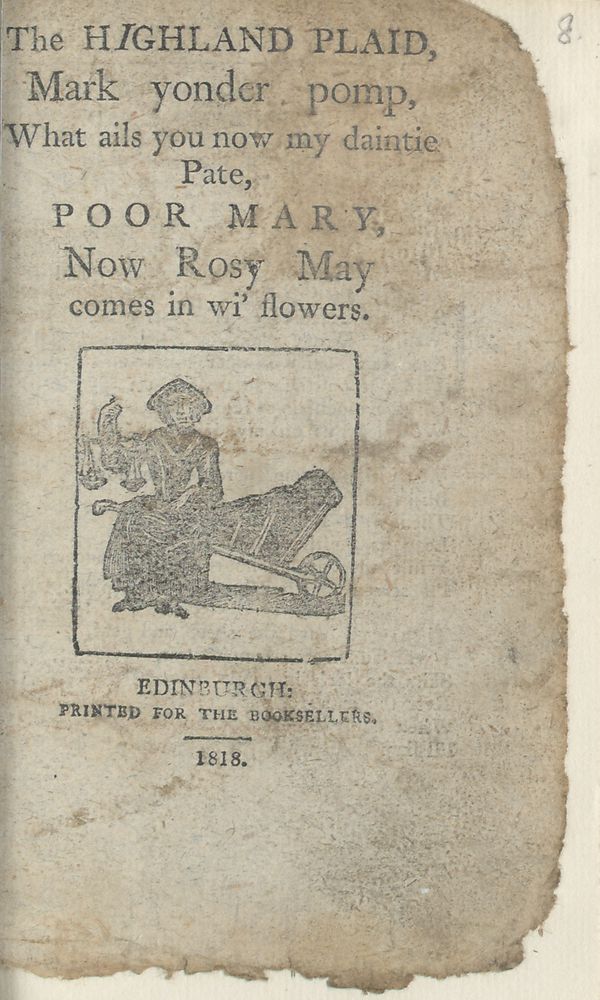 8.
The HIGHLAND PLAID,
Mark yonder pomp,
What ails you now my daintie
Pate,
POOR MARY,
Now Rosy May
comes in wi' flowers.
EDINBURGH:
PRINTED FOR THE BOOKSELLERS.
1818.